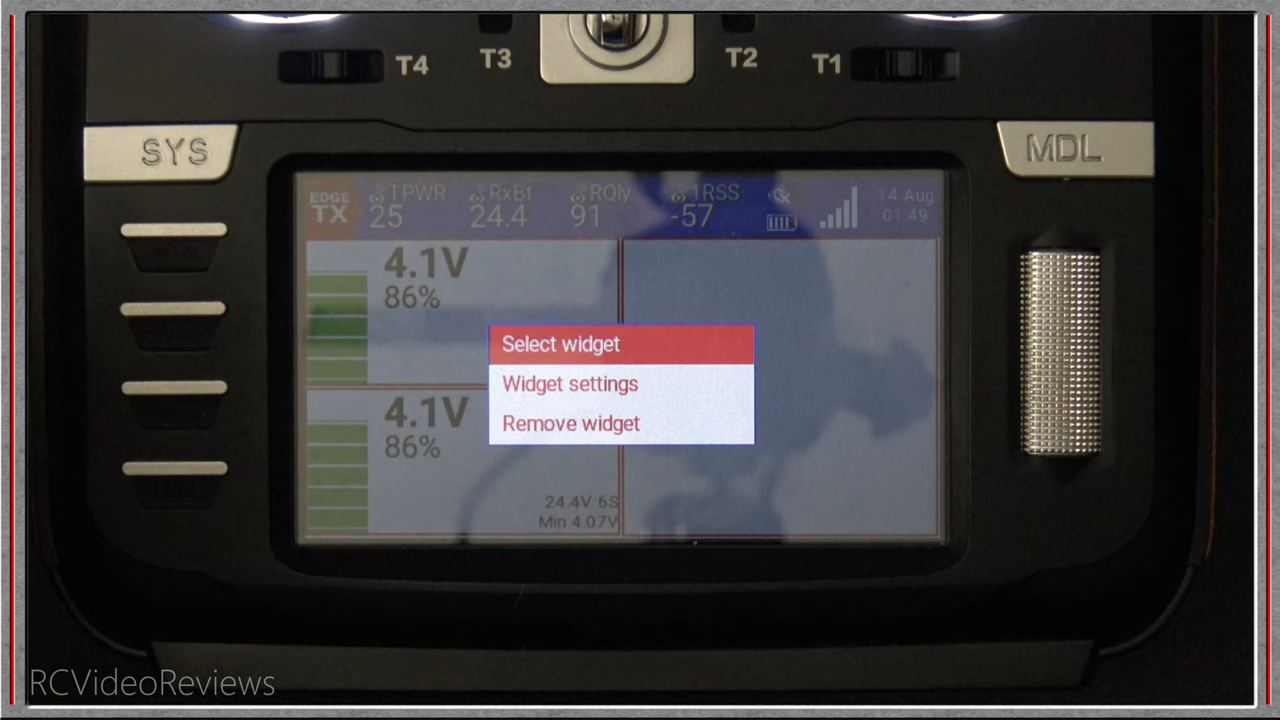 T4
T3
T2
T1
SYS
MDL
EDGE
TX
TPWR
25
RxBt
24.4
RQly
91
1RSS
-57
14 Aug
01:49
4.1V
86%
Select widget
Widget settings
Remove widget
4.1V
86%
24.4V 6S
Min 4.07V
RCVideoReviews